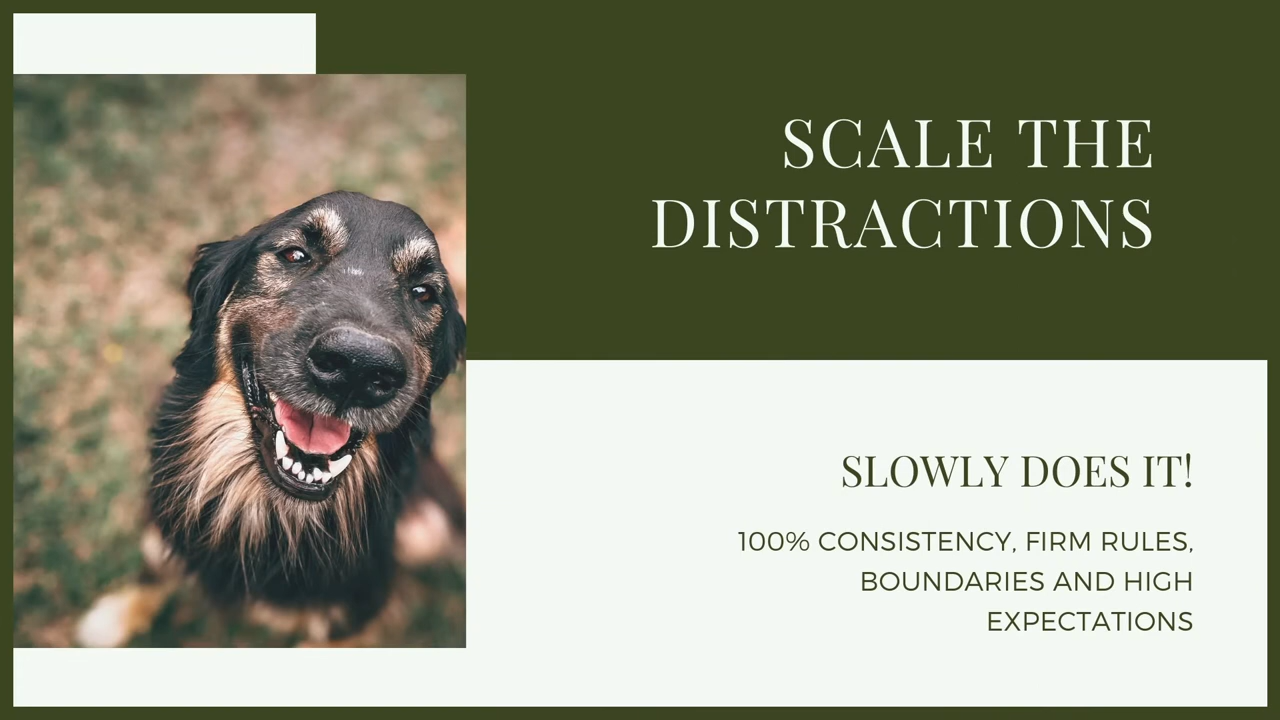 SCALE THE
DISTRACTIONS
SLOWLY DOES IT!
100% CONSISTENCY, FIRM RULES,
BOUNDARIES AND HIGH
EXPECTATIONS